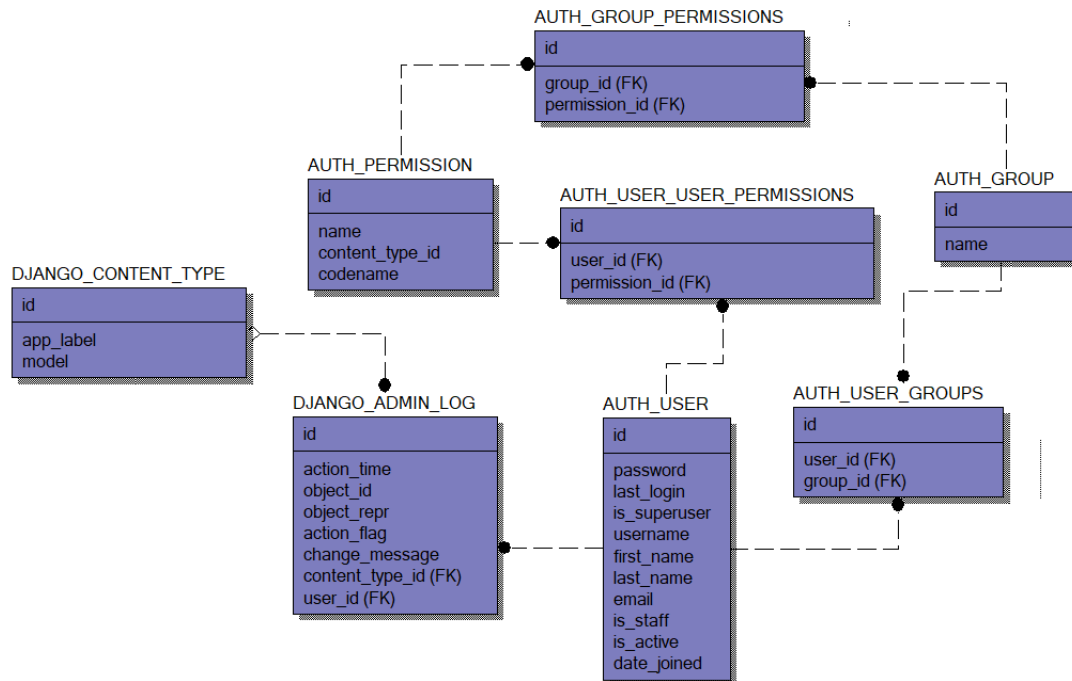 AUTH_GROUP_PERMISSIONS
id
group_id (FK)
permission_id (FK)
AUTH_PERMISSION
id
name
content_type_id
codename
AUTH_USER_USER_PERMISSIONS
id
user_id (FK)
permission_id (FK)
AUTH_GROUP
id
name
DJANGO_CONTENT_TYPE
id
app_label
model
DJANGO_ADMIN_LOG
id
action_time
object_id
object_repr
action_flag
change_message
content_type_id (FK)
user_id (FK)
AUTH_USER
id
password
last_login
is_superuser
username
first_name
last_name
email
is_staff
is_active
date_joined
AUTH_USER_GROUPS
id
user_id (FK)
group_id (FK)